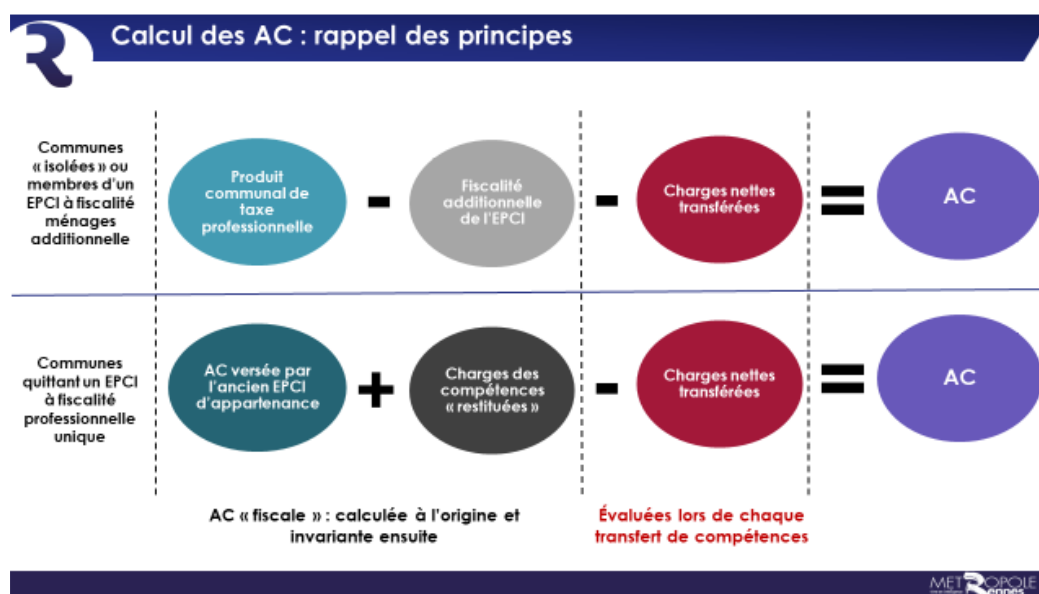 Calcul des AC : rappel des principes
Communes
« isolées » ou
membres d'un
EPCI à fiscalité
ménages
additionnelle
Produit
communal de
taxe
professionnelle
-
Fiscalité
additionnelle
de l'EPCI
-
Charges nettes
transférées
=
AC
Communes
quittant un EPCI
à fiscalité
professionnelle
unique
AC versée par
l'ancien EPCI
d'appartenance
+
Charges des
compétences
« restituées »
-
Charges nettes
transférées
=
AC
AC « fiscale » : calculée à l'origine et
invariante ensuite
Évaluées lors de chaque
transfert de compétences
METROPOLE
Rennes